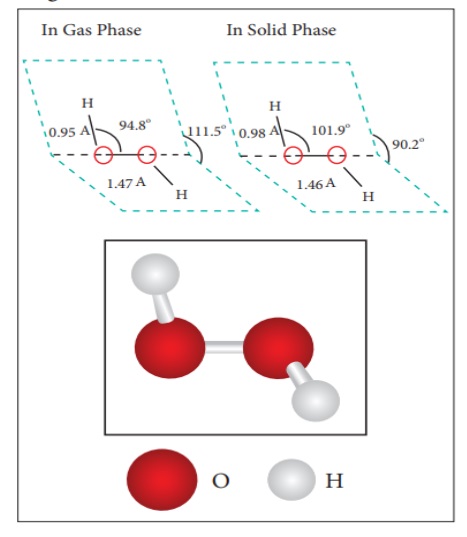 In Gas Phase In Solid Phase
H H
0.95 A 94.8° 111.5° 0.98 A 101.9° 90.2°
1.47 A H 1.46 A H
O H